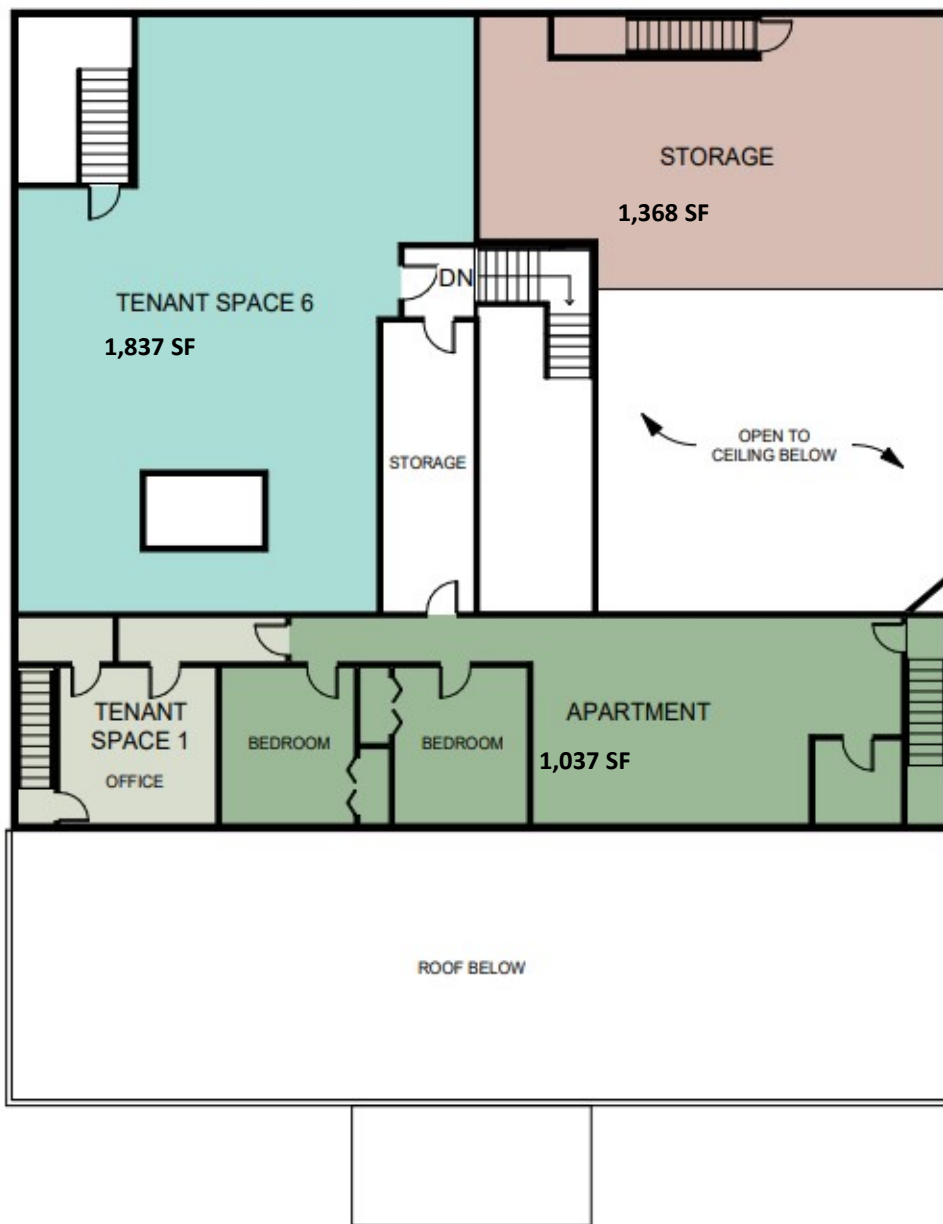 STORAGE
1,368 SF
DN
TENANT SPACE 6
1,837 SF
OPEN TO
CEILING BELOW
STORAGE
TENANT
SPACE 1
OFFICE
BEDROOM
BEDROOM
APARTMENT
1,037 SF
ROOF BELOW